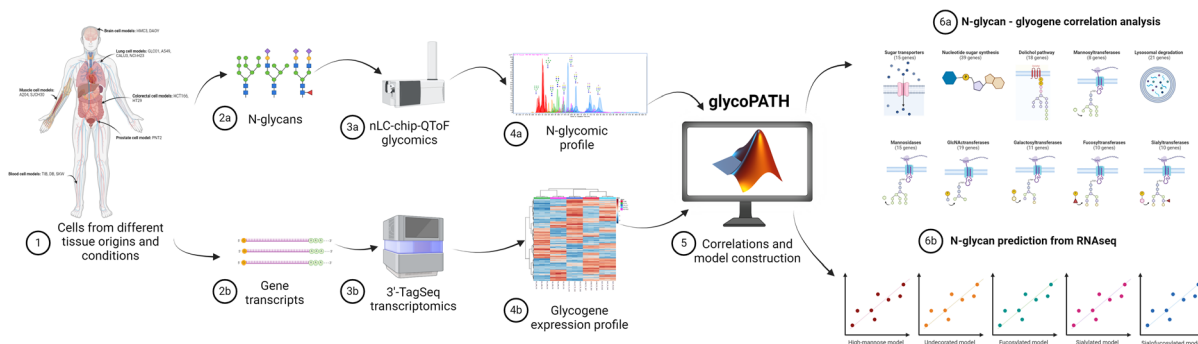 Brain cell models: HMC3, DAOY
Lung cell models: GLC01, A549,
CALU3, NCI-H23
Muscle cell models:
A204, SJCRH30
Colorectal cell models: HCT116,
HT29
Prostate cell model: PNT2
Blood cell models: TIB, DB, SKW
1
Cells from different
tissue origins and
conditions
2a
N-glycans
3a
nLC-chip-QToF
glycomics
4a
N-glycomic
profile
2b
Gene
transcripts
3b
3'-TagSeq
transcriptomics
4b
Glycogene
expression profile
glycoPATH
5
Correlations and
model construction
6a
N-glycan - glyogene correlation analysis
Sugar transporters
(15 genes)
Nucleotide sugar synthesis
(39 genes)
Dolichol pathway
(18 genes)
Mannosyltransferases
(8 genes)
Lysosomal degradation
(21 genes)
Mannosidases
(15 genes)
GlcNActransferases
(19 genes)
Galactosyltransferases
(11 genes)
Fucosyltransferases
(10 genes)
Sialyltransferases
(10 genes)
6b
N-glycan prediction from RNAseq
High-mannose model
Undecorated model
Fucosylated model
Sialylated model
Sialofucosylated model